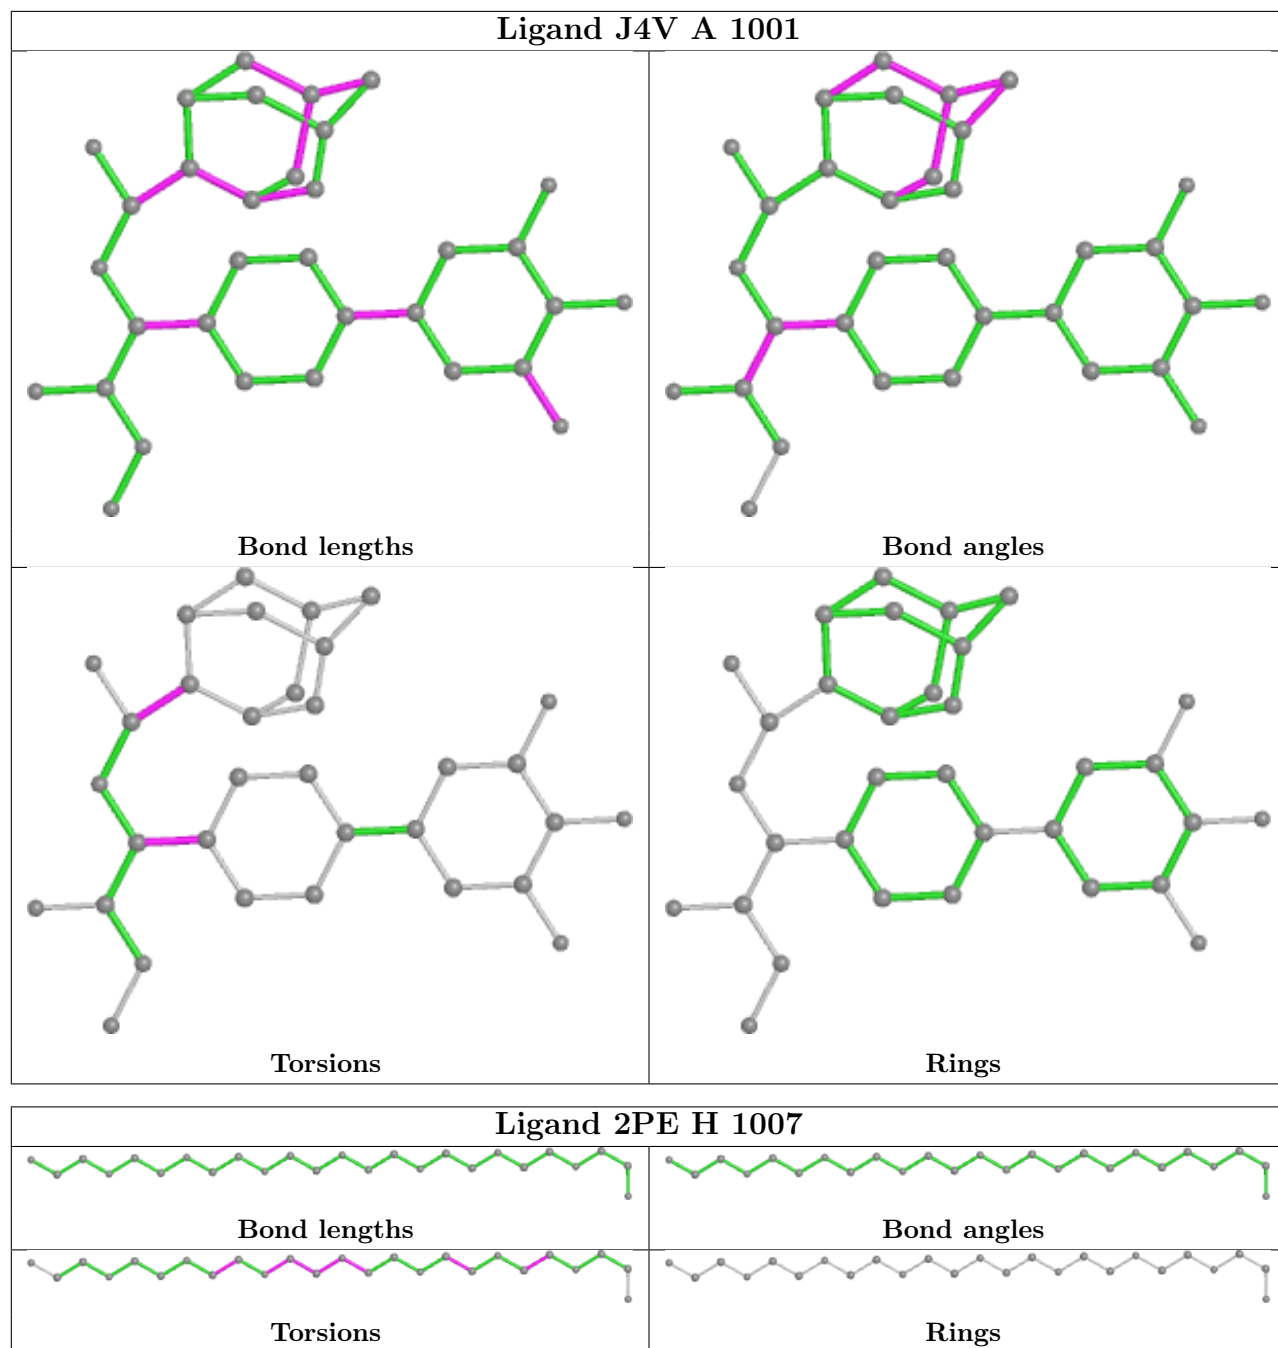 Ligand J4V A 1001
Bond lengths
Bond angles
Torsions
Rings
Ligand 2PE H 1007
Bond lengths
Bond angles
Torsions
Rings